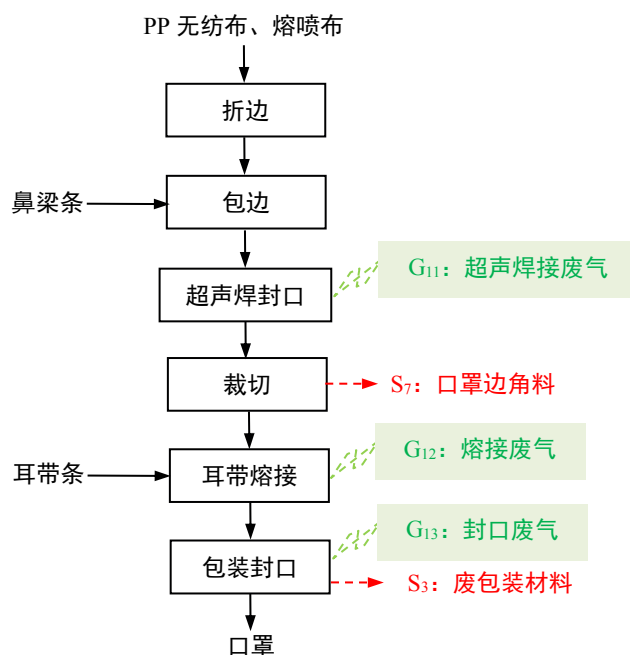 PP 无纺布、熔喷布
折边
鼻梁条
包边
G₁₁：超声焊接废气
超声焊封口
裁切
S₇：口罩边角料
G₁₂：熔接废气
耳带条
耳带熔接
G₁₃：封口废气
包装封口
S₃：废包装材料
口罩